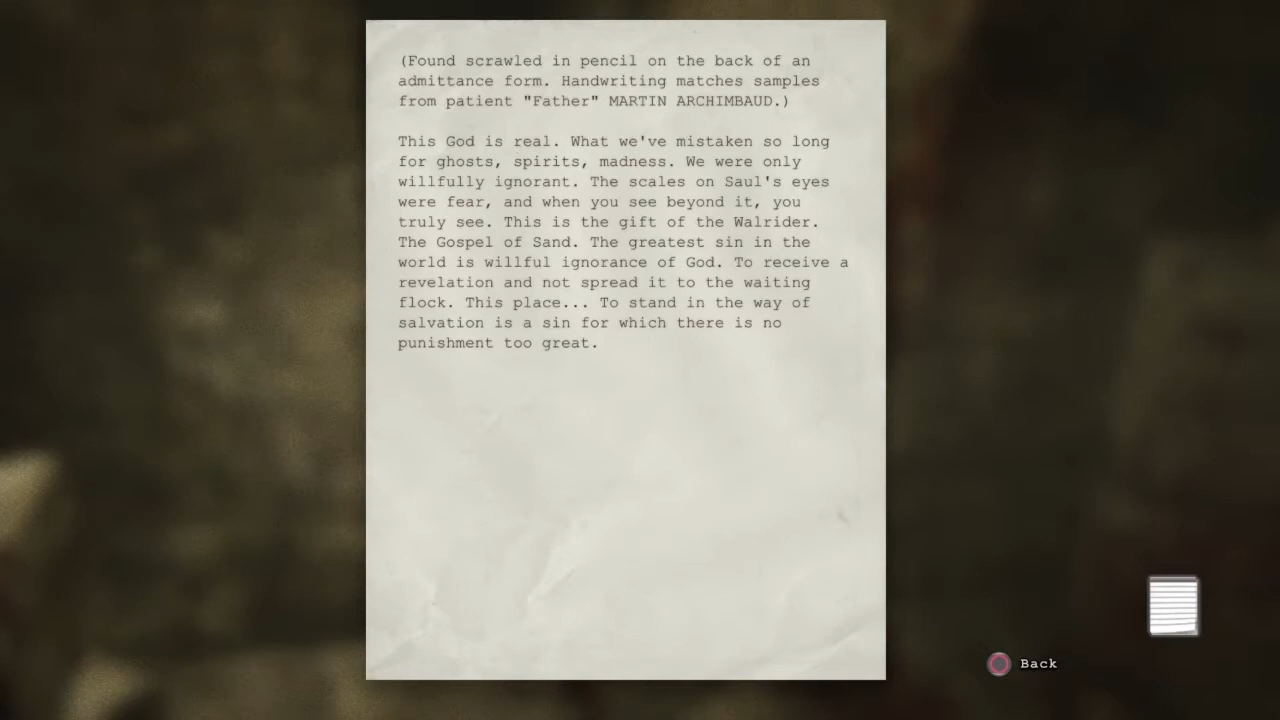 (Found scrawled in pencil on the back of an
admittance form. Handwriting matches samples
from patient "Father" MARTIN ARCHIMBAUD.)
This God is real. What we've mistaken so long
for ghosts, spirits, madness. We were only
willfully ignorant. The scales on Saul's eyes
were fear, and when you see beyond it, you
truly see. This is the gift of the Walrider.
The Gospel of Sand. The greatest sin in the
world is willful ignorance of God. To receive a
revelation and not spread it to the waiting
flock. This place... To stand in the way of
salvation is a sin for which there is no
punishment too great.
Back